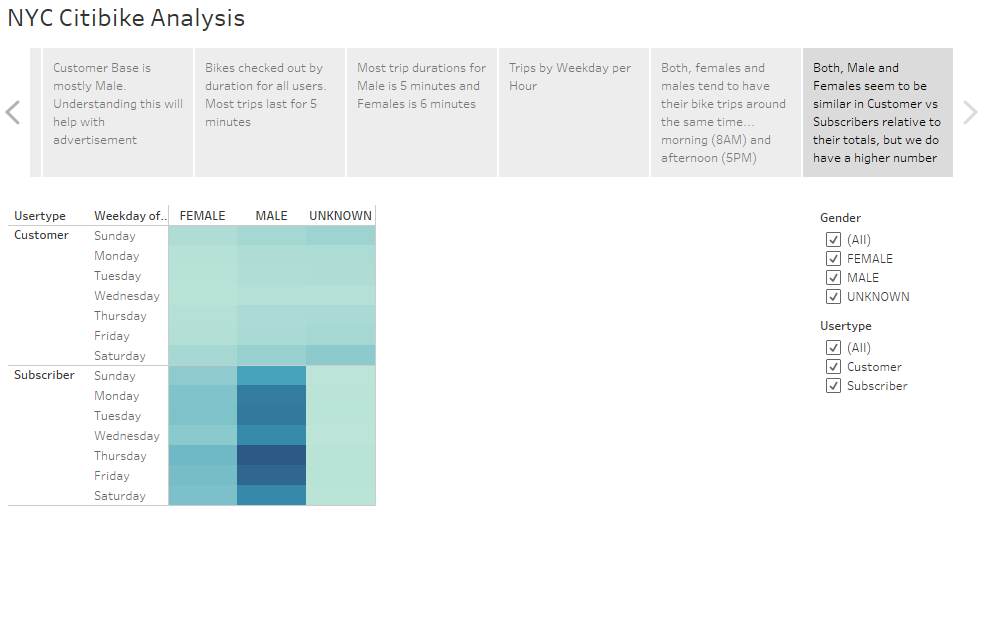 NYC Citibike Analysis
Customer Base is
mostly Male.
Understanding this will
help with
advertisement
Bikes checked out by
duration for all users.
Most trips last for 5
minutes
Most trip durations for
Male is 5 minutes and
Females is 6 minutes
Trips by Weekday per
Hour
Both, females and
males tend to have
their bike trips around
the same time...
morning (8AM) and
afternoon (5PM)
Both, Male and
Females seem to be
similar in Customer vs
Subscribers relative to
their totals, but we do
have a higher number
Usertype Weekday of.. FEMALE MALE UNKNOWN
Customer Sunday
Monday
Tuesday
Wednesday
Thursday
Friday
Saturday
Subscriber Sunday
Monday
Tuesday
Wednesday
Thursday
Friday
Saturday
Gender
(All)
FEMALE
MALE
UNKNOWN
Usertype
(All)
Customer
Subscriber